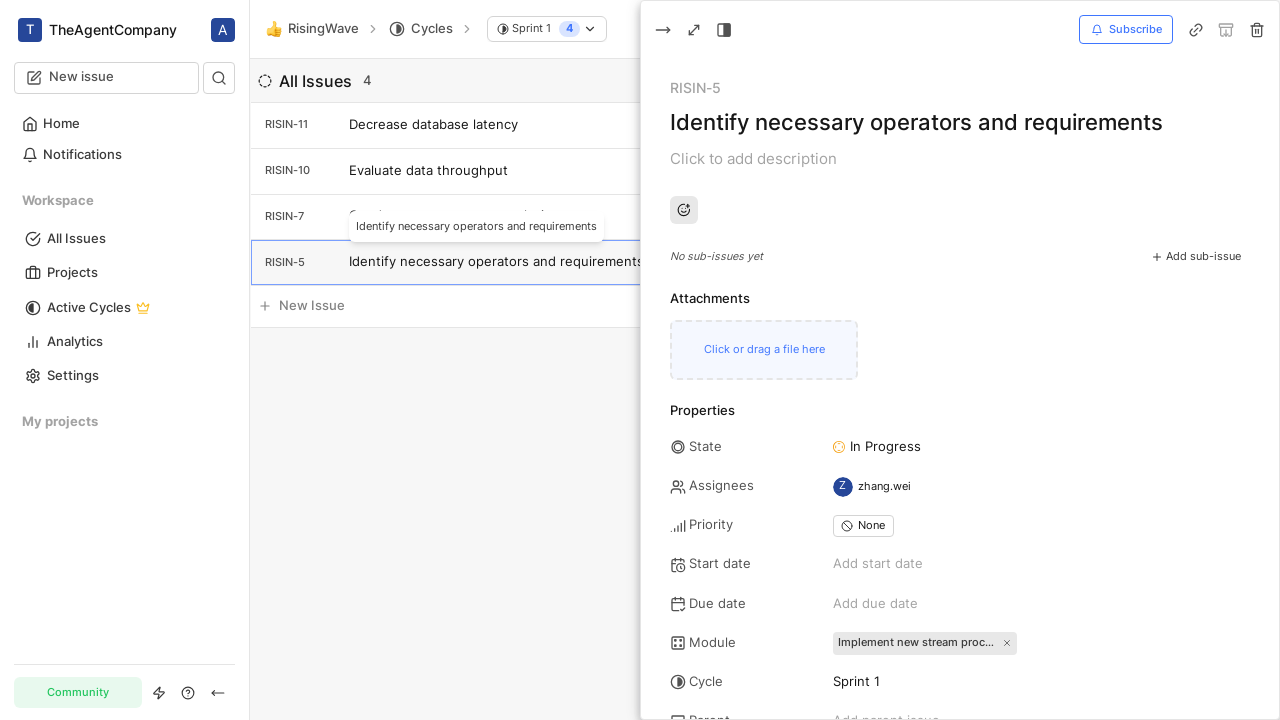 T TheAgentCompany A
New issue
Home
Notifications
Workspace
All Issues
Projects
Active Cycles
Analytics
Settings
My projects
Community
RisingWave
Cycles
Sprint 1 4
All Issues 4
RISIN-11 Decrease database latency
RISIN-10 Evaluate data throughput
RISIN-7
Identify necessary operators and requirements
RISIN-5 Identify necessary operators and requirements
New Issue
Subscribe
RISIN-5
Identify necessary operators and requirements
Click to add description
No sub-issues yet
Add sub-issue
Attachments
Click or drag a file here
Properties
State In Progress
Assignees Z zhang.wei
Priority None
Start date Add start date
Due date Add due date
Module Implement new stream proc...
Cycle Sprint 1
Parent Add parent issue